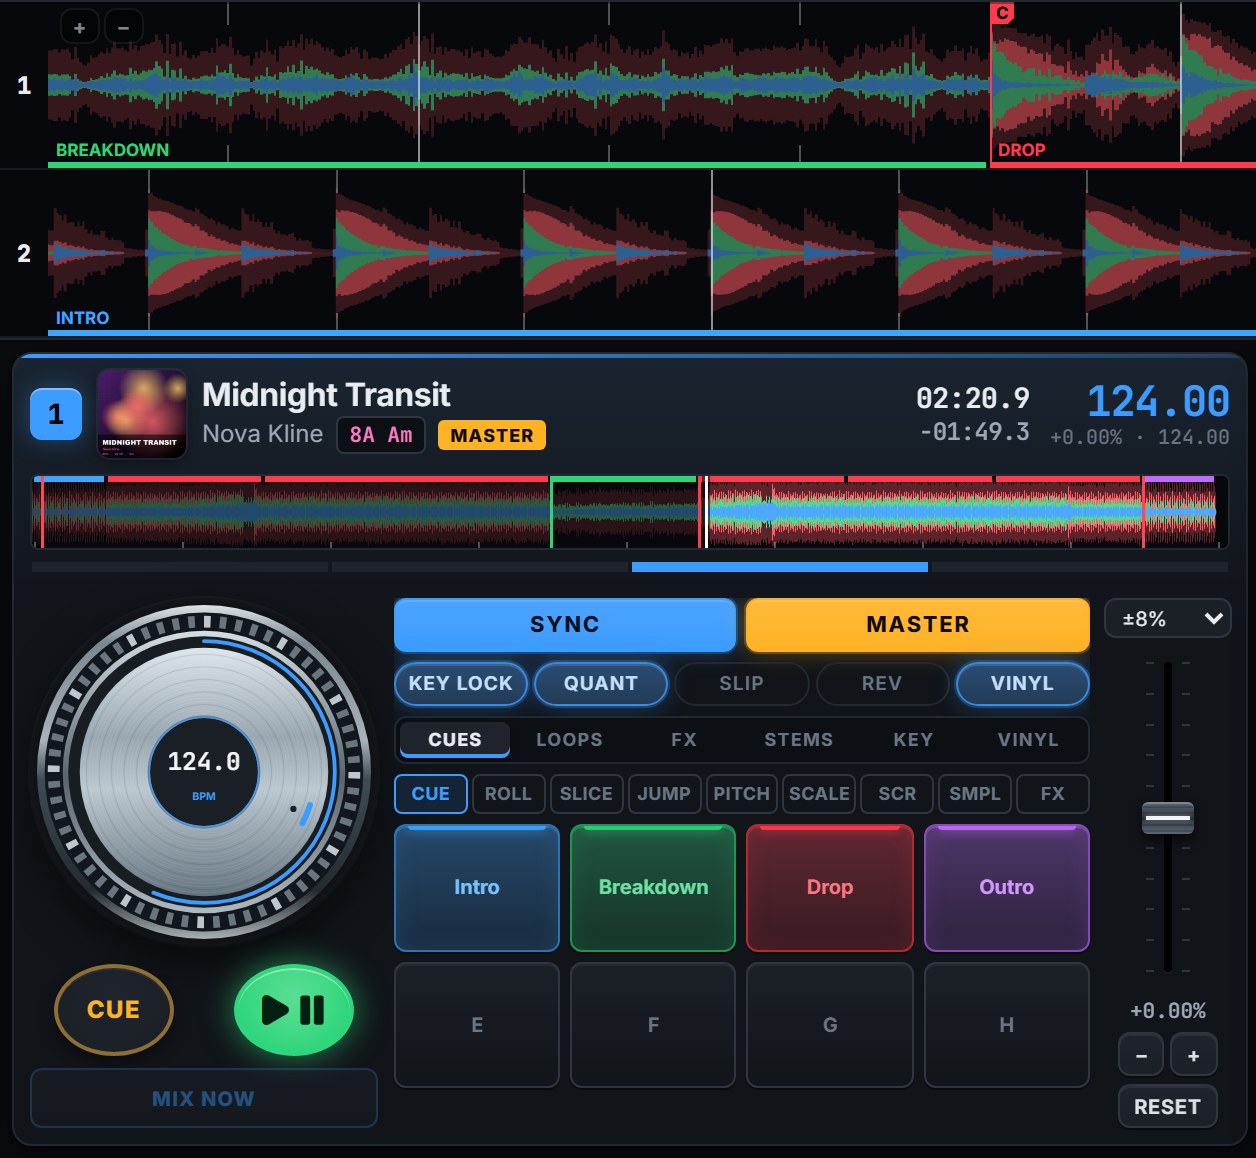 + −
C
1
BREAKDOWN
DROP
2
INTRO
1
MIDNIGHT TRANSIT
Midnight Transit
Nova Kline 8A Am MASTER
02:20.9
-01:49.3
124.00
+0.00% · 124.00
124.0
BPM
SYNC MASTER ±8%
KEY LOCK QUANT SLIP REV VINYL
CUES LOOPS FX STEMS KEY VINYL
CUE ROLL SLICE JUMP PITCH SCALE SCR SMPL FX
Intro Breakdown Drop Outro
E F G H
CUE
MIX NOW
+0.00%
− +
RESET